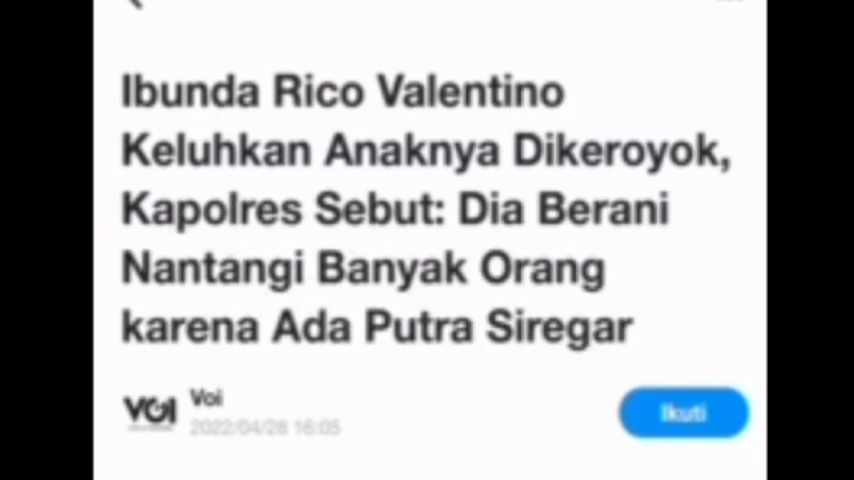 Ibunda Rico Valentino
Keluhkan Anaknya Dikeroyok,
Kapolres Sebut: Dia Berani
Nantangi Banyak Orang
karena Ada Putra Siregar
VOI
Voi
2022/04/28 16:05
Ikuti